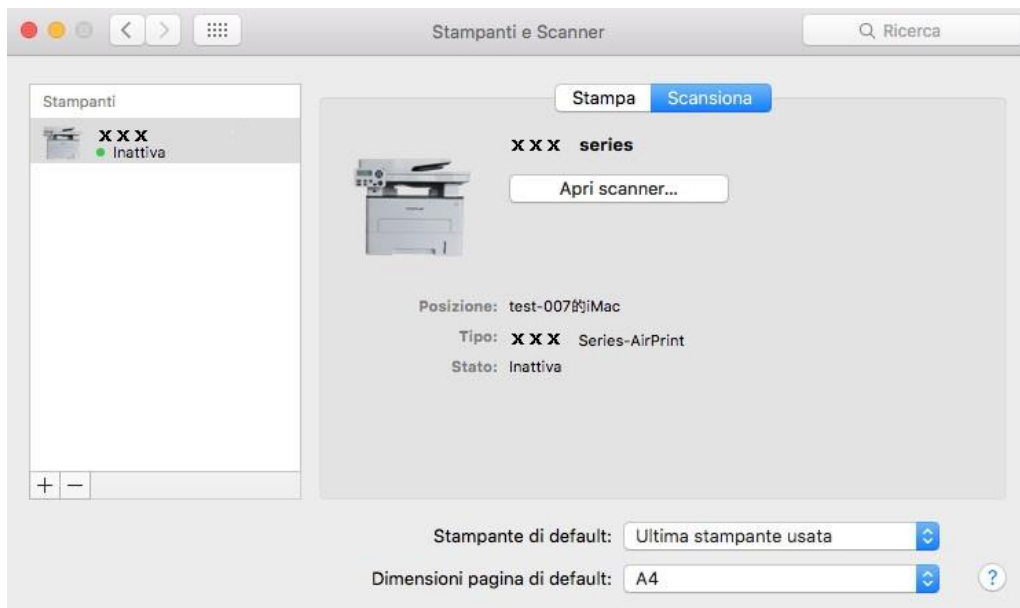 Stampanti e Scanner
Ricerca
Stampanti
X X X
Inattiva
Stampa Scansiona
X X X series
Apri scanner...
Posizione: test-007的iMac
Tipo: X X X Series-AirPrint
Stato: Inattiva
+ −
Stampante di default: Ultima stampante usata
Dimensioni pagina di default: A4 ?